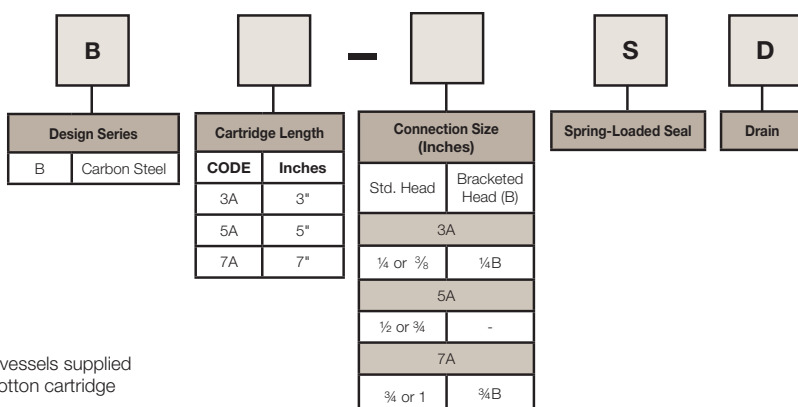 B – S D
Design Series
B Carbon Steel
Cartridge Length
CODE Inches
3A 3"
5A 5"
7A 7"
Connection Size
(Inches)
Std. Head Bracketed
Head (B)
3A
¼ or ⅜ ¼B
5A
½ or ¾ -
7A
¾ or 1 ¾B
Spring-Loaded Seal
Drain
vessels supplied
otton cartridge